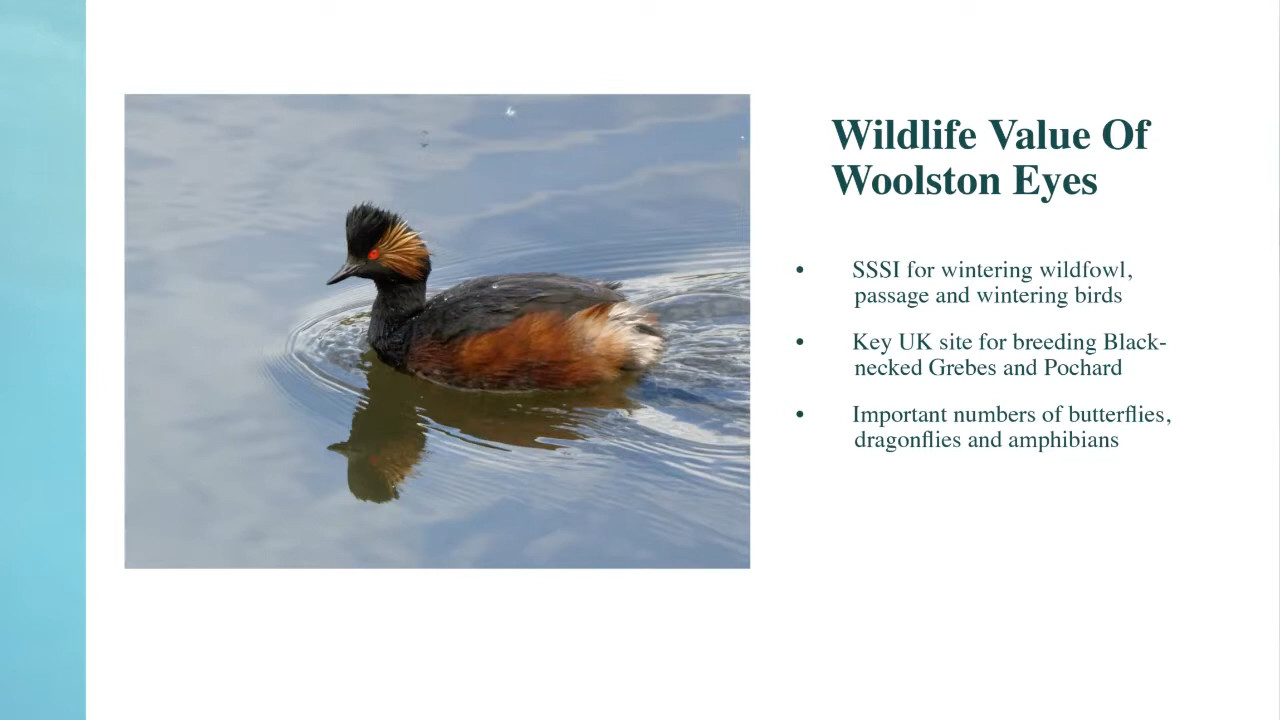 Wildlife Value Of
Woolston Eyes
• SSSI for wintering wildfowl,
passage and wintering birds
• Key UK site for breeding Black-
necked Grebes and Pochard
• Important numbers of butterflies,
dragonflies and amphibians